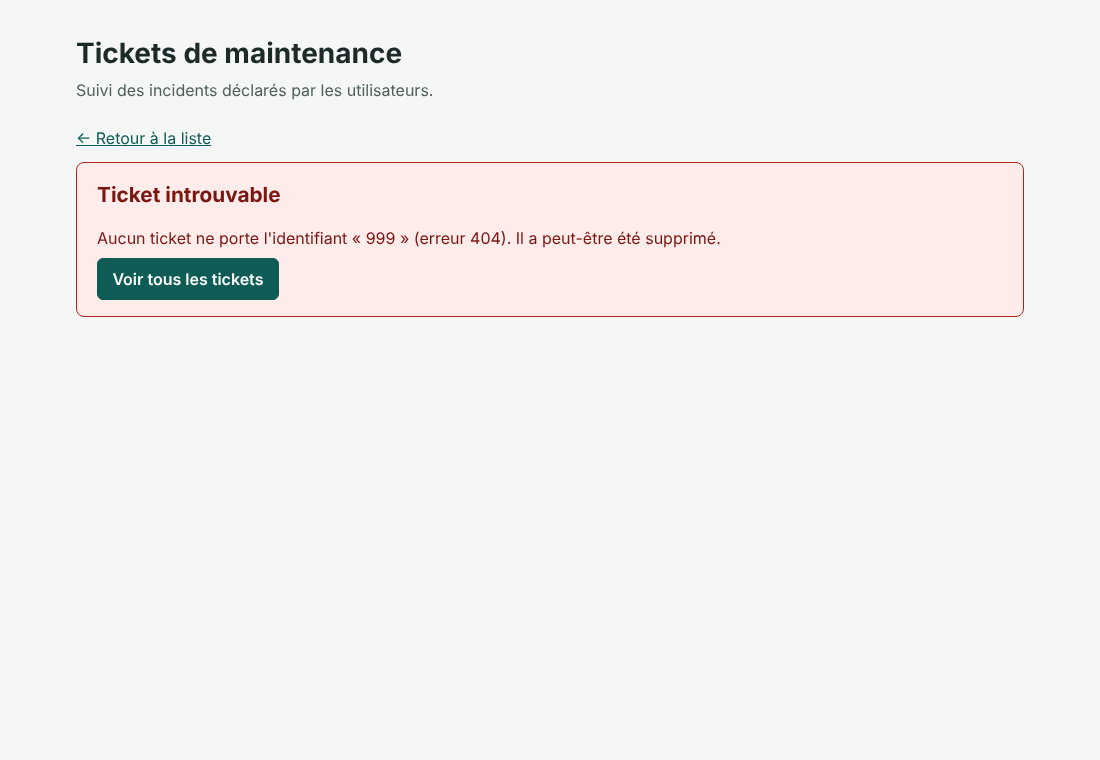 Tickets de maintenance
Suivi des incidents déclarés par les utilisateurs.
← Retour à la liste
Ticket introuvable
Aucun ticket ne porte l'identifiant « 999 » (erreur 404). Il a peut-être été supprimé.
Voir tous les tickets